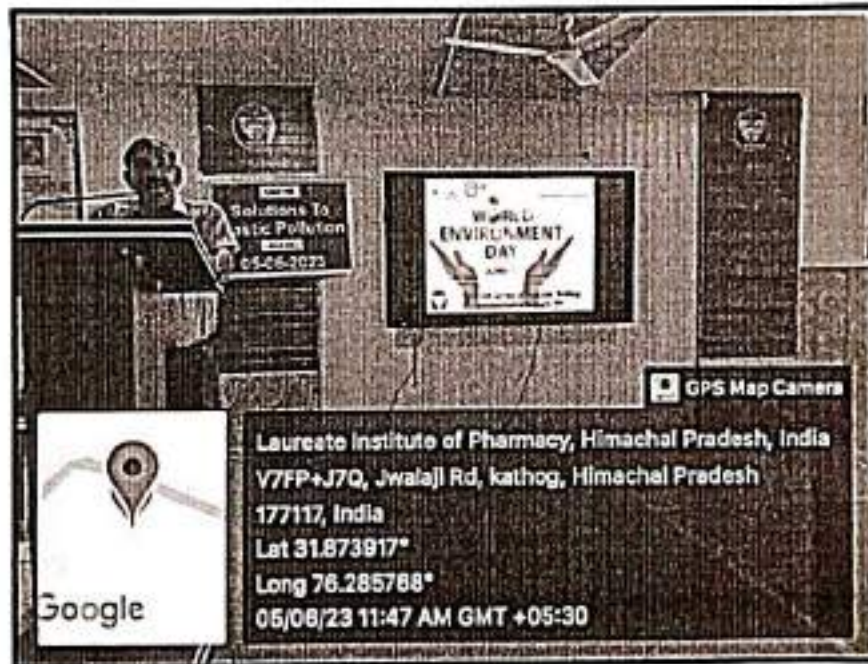 Solutions To
astic Pollution
05-06-2023
WORLD
ENVIRONMENT
DAY
GPS Map Camera
Laureate Institute of Pharmacy, Himachal Pradesh, India
V7FP+J7Q, Jwalaji Rd, kathog, Himachal Pradesh
177117, India
Lat 31.873917°
Long 76.285768°
05/06/23 11:47 AM GMT +05:30
Google